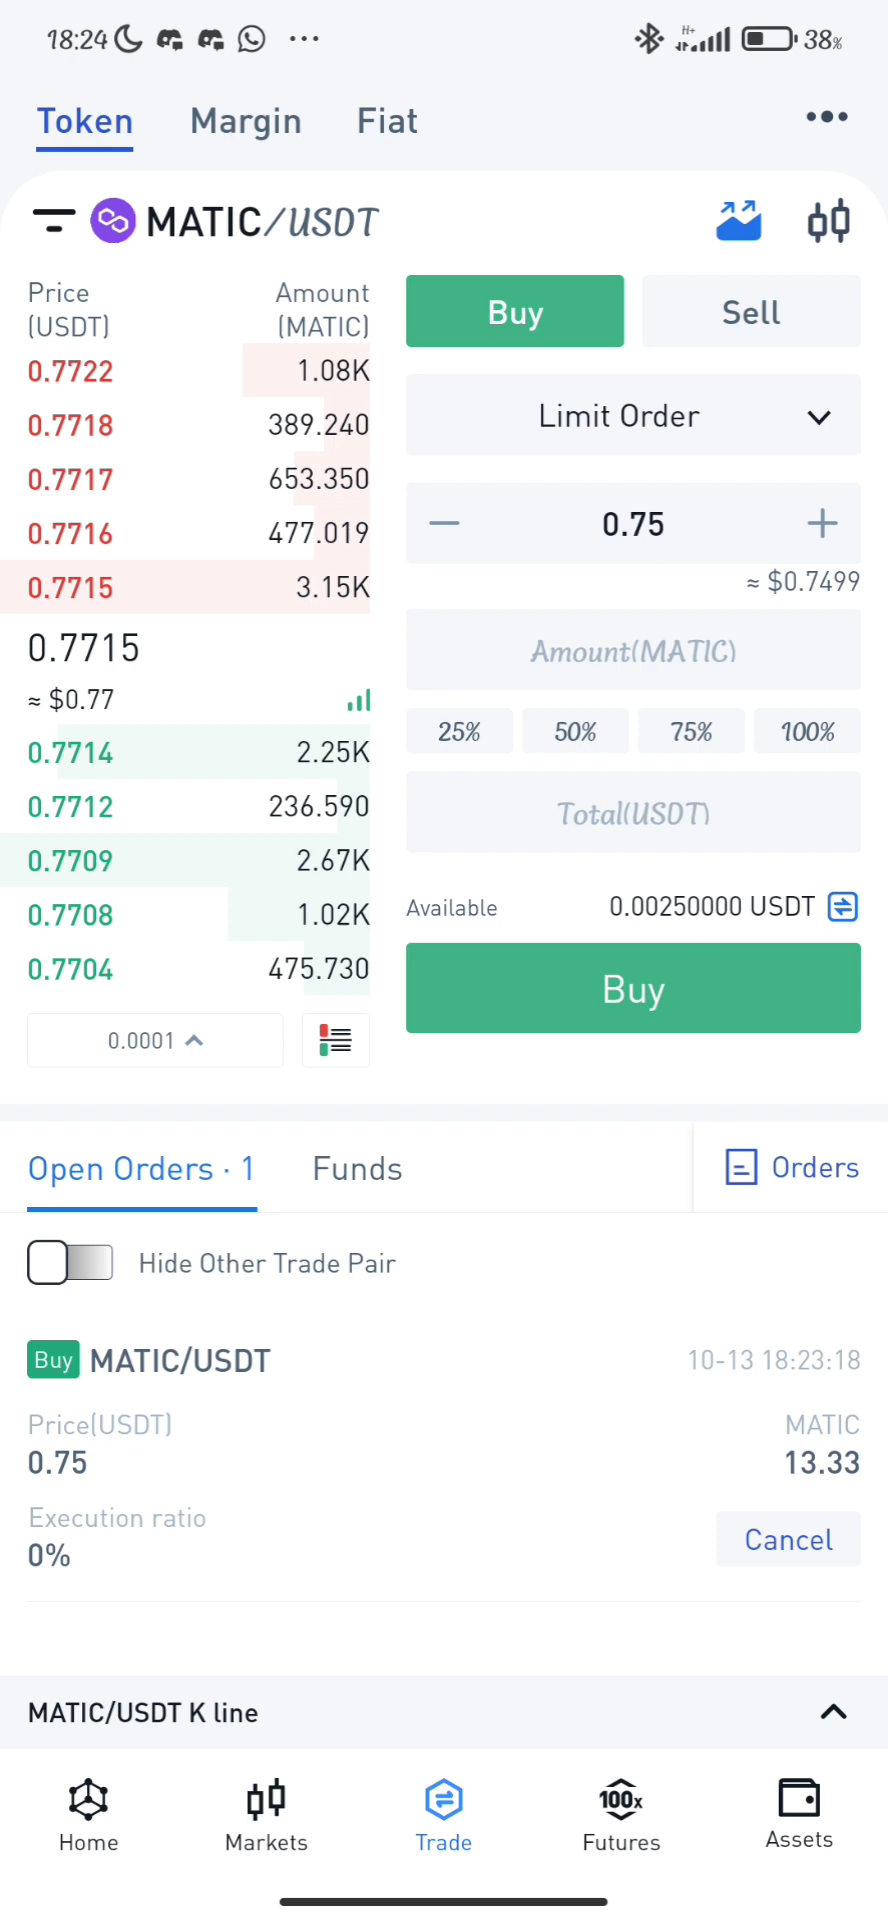 18:24 ··· H+ 38%
Token Margin Fiat
MATIC/USDT
Price (USDT) Amount (MATIC)
0.7722 1.08K
0.7718 389.240
0.7717 653.350
0.7716 477.019
0.7715 3.15K
0.7715
≈ $0.77
0.7714 2.25K
0.7712 236.590
0.7709 2.67K
0.7708 1.02K
0.7704 475.730
0.0001
Buy Sell
Limit Order
0.75
≈ $0.7499
Amount(MATIC)
25% 50% 75% 100%
Total(USDT)
Available 0.00250000 USDT
Buy
Open Orders · 1 Funds Orders
Hide Other Trade Pair
Buy MATIC/USDT 10-13 18:23:18
Price(USDT) MATIC
0.75 13.33
Execution ratio
0% Cancel
MATIC/USDT K line
100x
Home Markets Trade Futures Assets